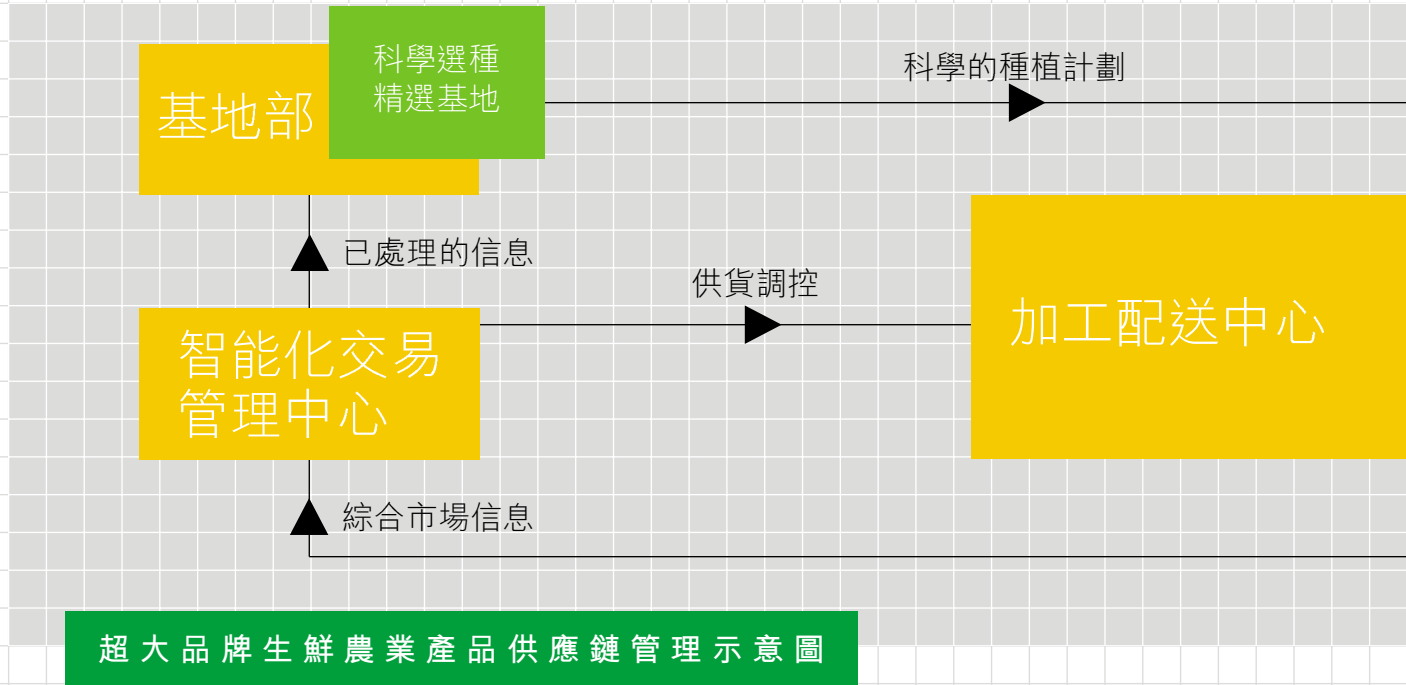 科學選種
精選基地
基地部
科學的種植計劃
已處理的信息
供貨調控
智能化交易
管理中心
加工配送中心
綜合市場信息
超大品牌生鮮農業產品供應鏈管理示意圖